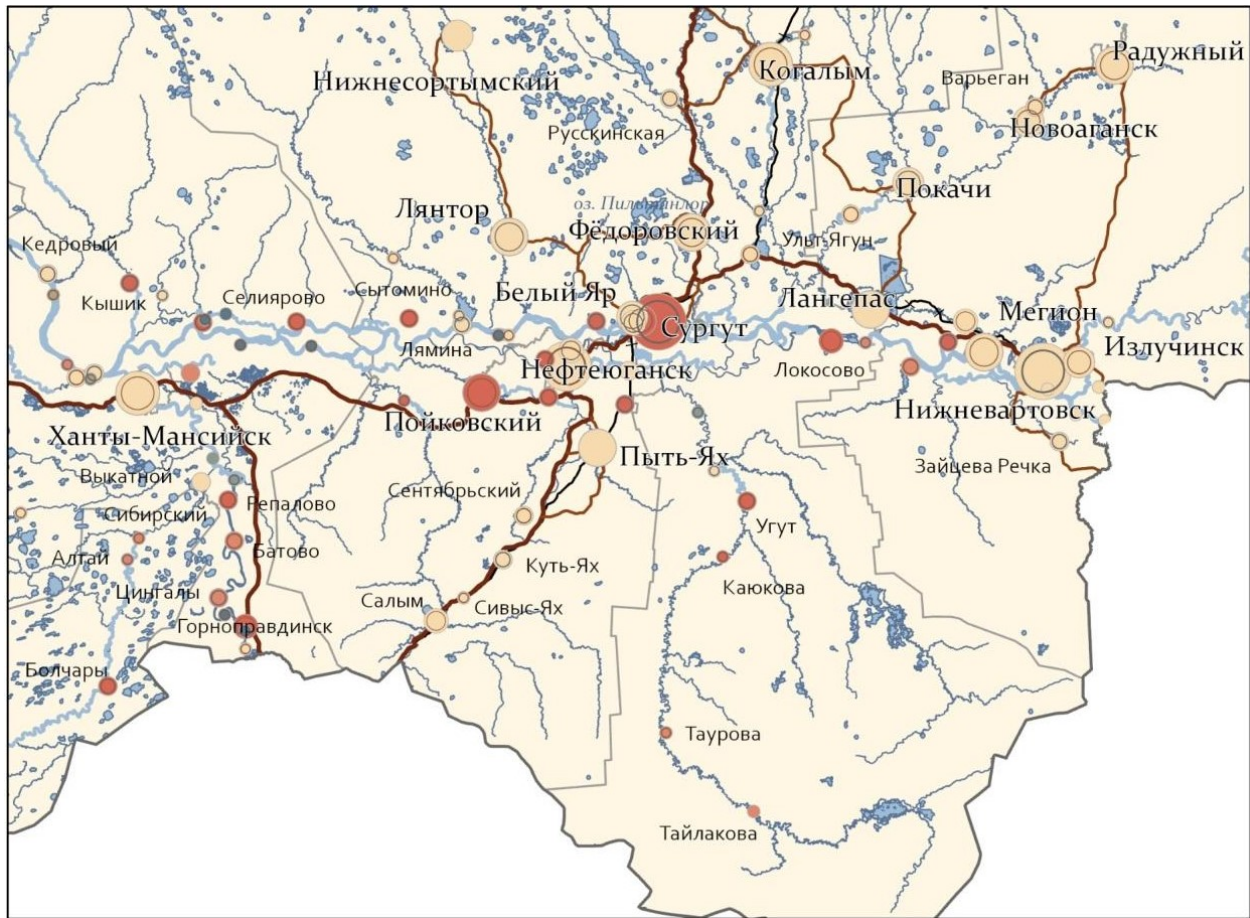 Радужный
Когалым
Варьеган
Нижнесортымский
Новоаганск
Русскинская
Покачи
оз. Пильтанлор
Лянтор
Фёдоровский
Ульт-Ягун
Кедровый
Кышик
Селиярово
Сытомино
Белый Яр
Лангепас
Мегион
Сургут
Излучинск
Лямина
Нефтеюганск
Локосово
Пойковский
Нижневартовск
Ханты-Мансийск
Пыть-Ях
Зайцева Речка
Выкатной
Сентябрьский
Репалово
Сибирский
Угут
Батово
Алтай
Куть-Ях
Каюкова
Цингалы
Салым
Сивыс-Ях
Горноправдинск
Болчары
Таурова
Тайлакова